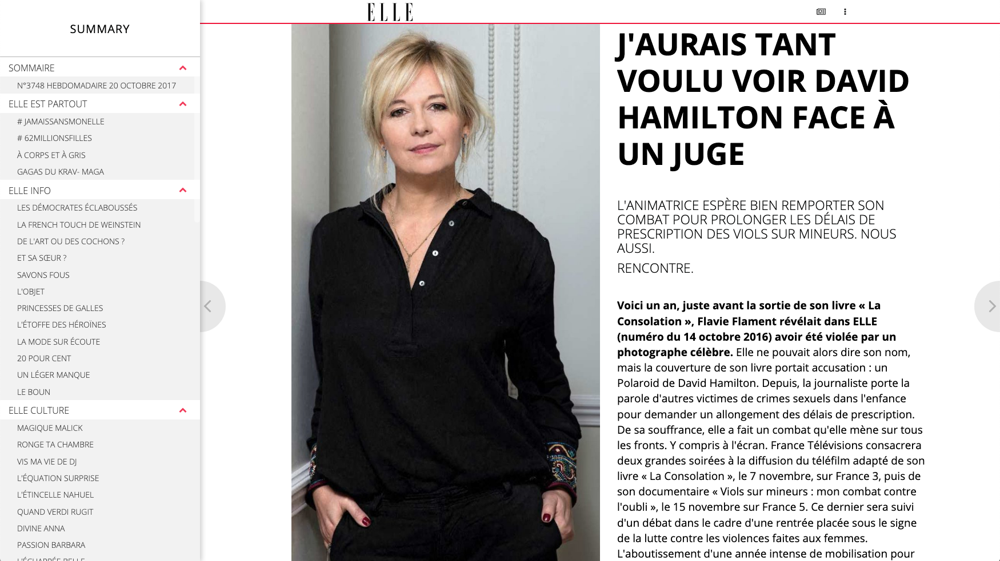 SUMMARY
SOMMAIRE
N°3748 HEBDOMADAIRE 20 OCTOBRE 2017
ELLE EST PARTOUT
# JAMAISSANSMONELLE
# 62MILLIONSFILLES
À CORPS ET À GRIS
GAGAS DU KRAV- MAGA
ELLE INFO
LES DÉMOCRATES ÉCLABOUSSÉS
LA FRENCH TOUCH DE WEINSTEIN
DE L'ART OU DES COCHONS ?
ET SA SŒUR ?
SAVONS FOUS
L'OBJET
PRINCESSES DE GALLES
L'ÉTOFFE DES HÉROÏNES
LA MODE SUR ÉCOUTE
20 POUR CENT
UN LÉGER MANQUE
LE BOUN
ELLE CULTURE
MAGIQUE MALICK
RONGE TA CHAMBRE
VIS MA VIE DE DJ
L'ÉQUATION SURPRISE
L'ÉTINCELLE NAHUEL
QUAND VERDI RUGIT
DIVINE ANNA
PASSION BARBARA
L'ÉCHAPPÉE BELLE
ELLE
J'AURAIS TANT
VOULU VOIR DAVID
HAMILTON FACE À
UN JUGE
L'ANIMATRICE ESPÈRE BIEN REMPORTER SON
COMBAT POUR PROLONGER LES DÉLAIS DE
PRESCRIPTION DES VIOLS SUR MINEURS. NOUS
AUSSI.
RENCONTRE.
Voici un an, juste avant la sortie de son livre « La
Consolation », Flavie Flament révélait dans ELLE
(numéro du 14 octobre 2016) avoir été violée par un
photographe célèbre. Elle ne pouvait alors dire son nom,
mais la couverture de son livre portait accusation : un
Polaroid de David Hamilton. Depuis, la journaliste porte la
parole d'autres victimes de crimes sexuels dans l'enfance
pour demander un allongement des délais de prescription.
De sa souffrance, elle a fait un combat qu'elle mène sur tous
les fronts. Y compris à l'écran. France Télévisions consacrera
deux grandes soirées à la diffusion du téléfilm adapté de son
livre « La Consolation », le 7 novembre, sur France 3, puis de
son documentaire « Viols sur mineurs : mon combat contre
l'oubli », le 15 novembre sur France 5. Ce dernier sera suivi
d'un débat dans le cadre d'une rentrée placée sous le signe
de la lutte contre les violences faites aux femmes.
L'aboutissement d'une année intense de mobilisation pour